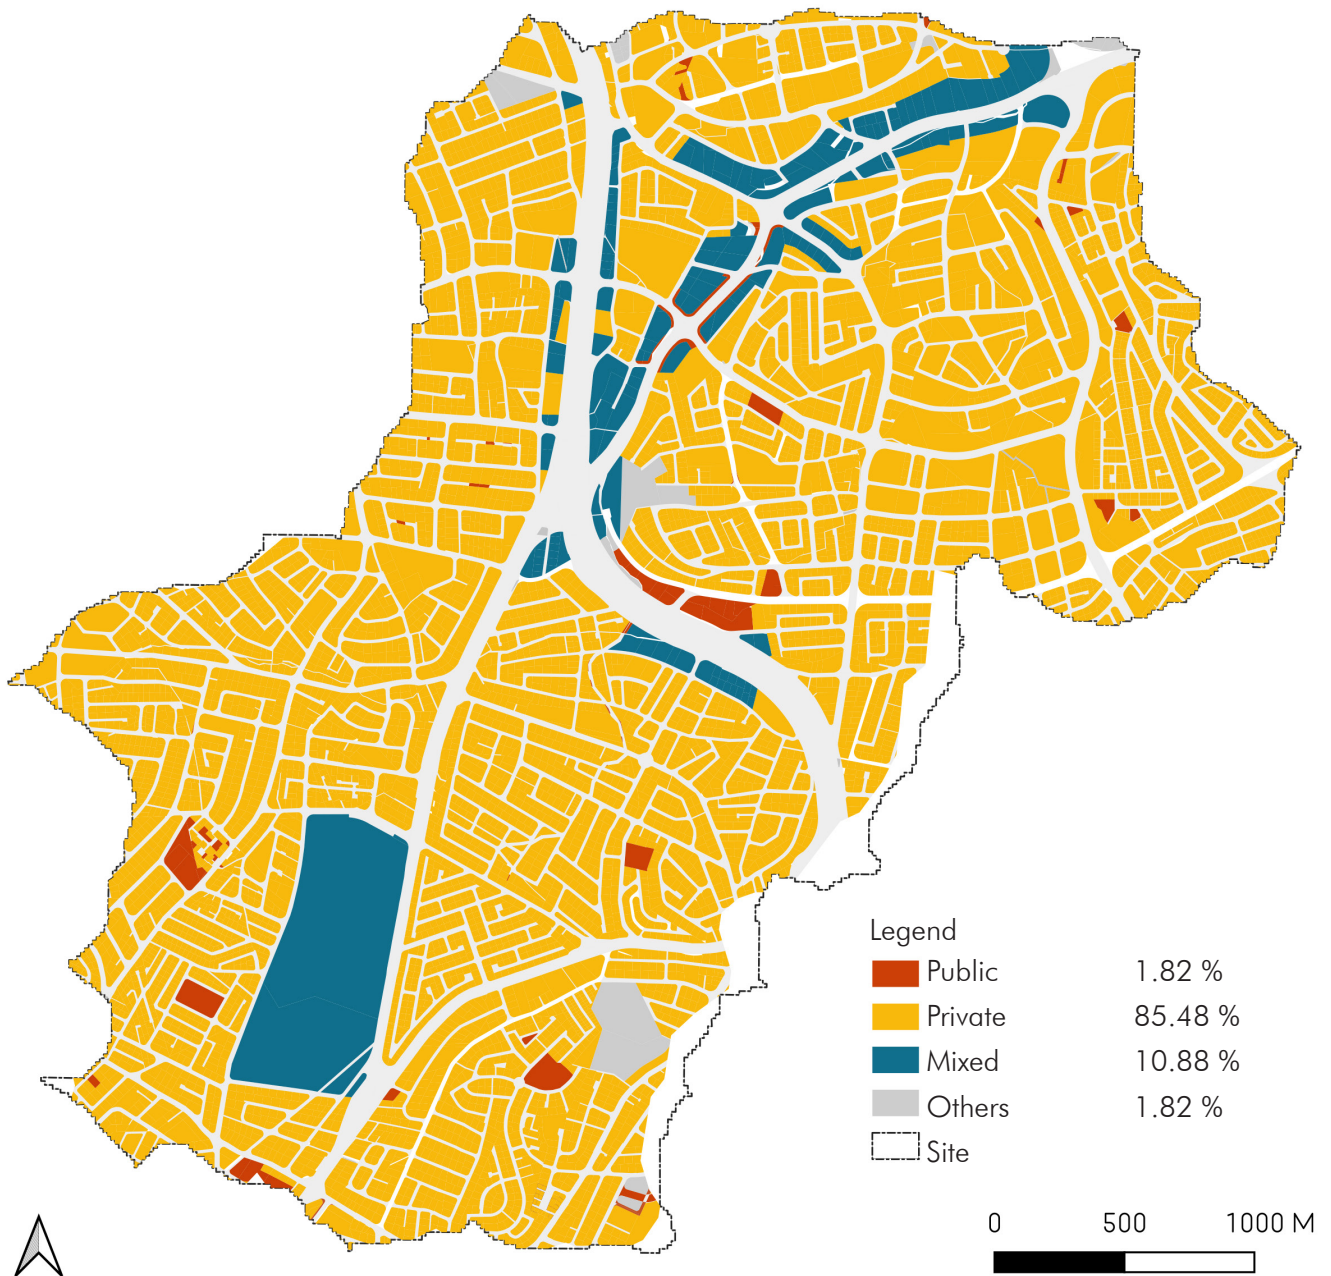 Legend
Public 1.82 %
Private 85.48 %
Mixed 10.88 %
Others 1.82 %
Site
0 500 1000 M